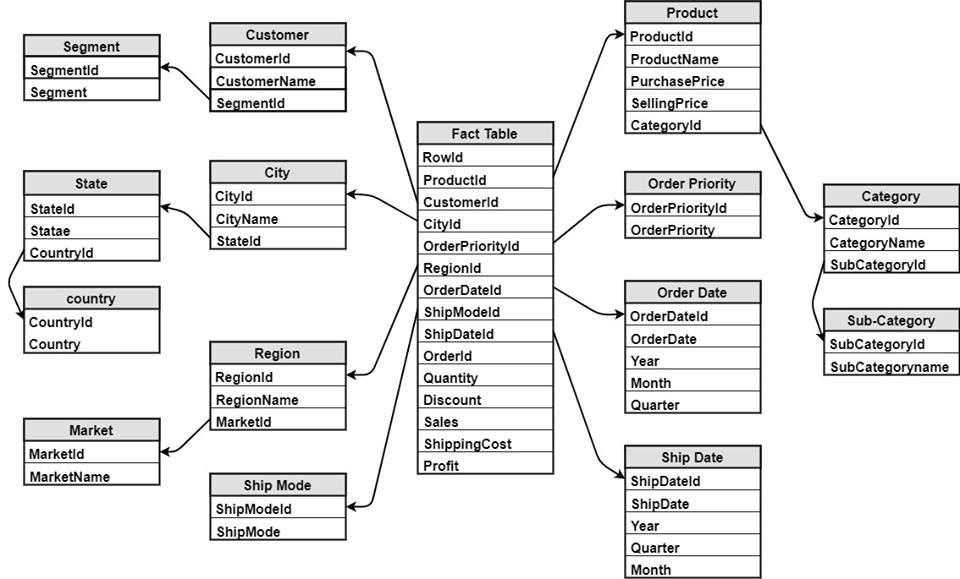 Segment
SegmentId
Segment
Customer
CustomerId
CustomerName
SegmentId
State
StateId
Statae
CountryId
City
CityId
CityName
StateId
country
CountryId
Country
Region
RegionId
RegionName
MarketId
Market
MarketId
MarketName
Ship Mode
ShipModeId
ShipMode
Fact Table
RowId
ProductId
CustomerId
CityId
OrderPriorityId
RegionId
OrderDateId
ShipModeId
ShipDateId
OrderId
Quantity
Discount
Sales
ShippingCost
Profit
Product
ProductId
ProductName
PurchasePrice
SellingPrice
CategoryId
Order Priority
OrderPriorityId
OrderPriority
Order Date
OrderDateId
OrderDate
Year
Month
Quarter
Ship Date
ShipDateId
ShipDate
Year
Quarter
Month
Category
CategoryId
CategoryName
SubCategoryId
Sub-Category
SubCategoryId
SubCategoryname